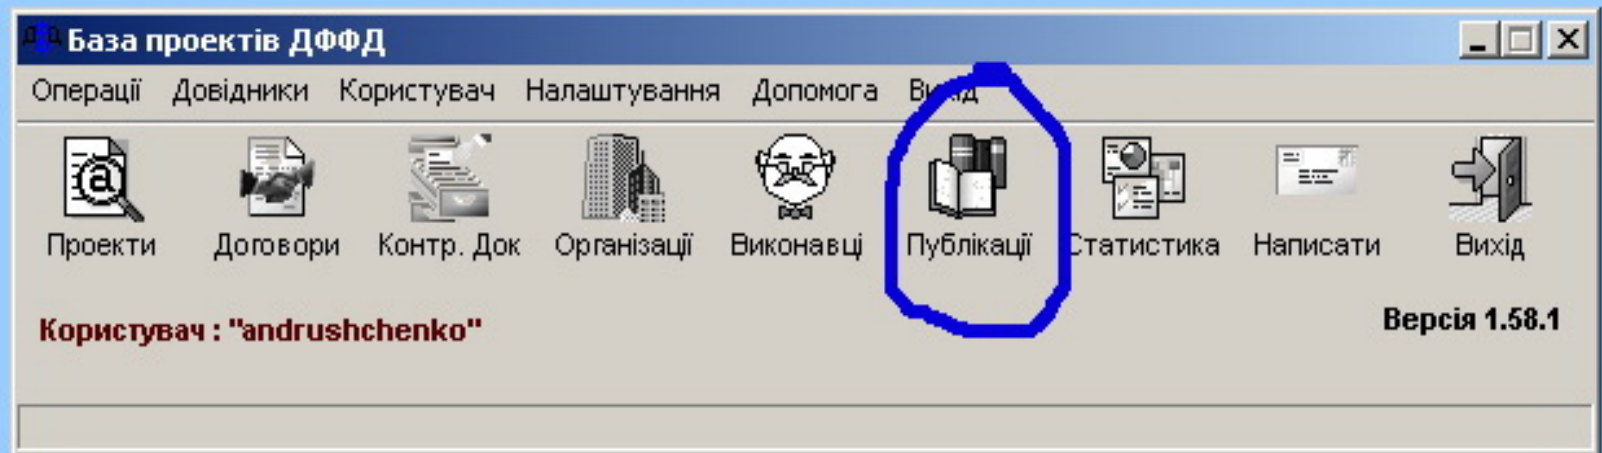 База проектів ДФФД
Операції Довідники Користувач Налаштування Допомога Вихід
Проекти Договори Контр. Док Організації Виконавці Публікації Статистика Написати Вихід
Користувач : "andrushchenko"
Версія 1.58.1